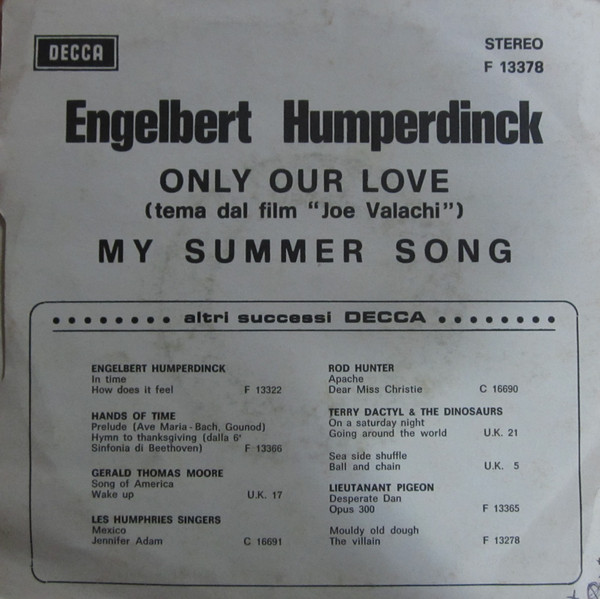 DECCA
STEREO
F 13378
Engelbert Humperdinck
ONLY OUR LOVE
(tema dal film "Joe Valachi")
MY SUMMER SONG
altri successi DECCA
ENGELBERT HUMPERDINCK
In time
How does it feel F 13322
HANDS OF TIME
Prelude (Ave Maria - Bach, Gounod)
Hymn to thanksgiving (dalla 6°
Sinfonia di Beethoven) F 13366
GERALD THOMAS MOORE
Song of America
Wake up U.K. 17
LES HUMPHRIES SINGERS
Mexico
Jennifer Adam C 16691
ROD HUNTER
Apache
Dear Miss Christie C 16690
TERRY DACTYL & THE DINOSAURS
On a saturday night
Going around the world U.K. 21
Sea side shuffle
Ball and chain U.K. 5
LIEUTANANT PIGEON
Desperate Dan
Opus 300 F 13365
Mouldy old dough
The villain F 13278